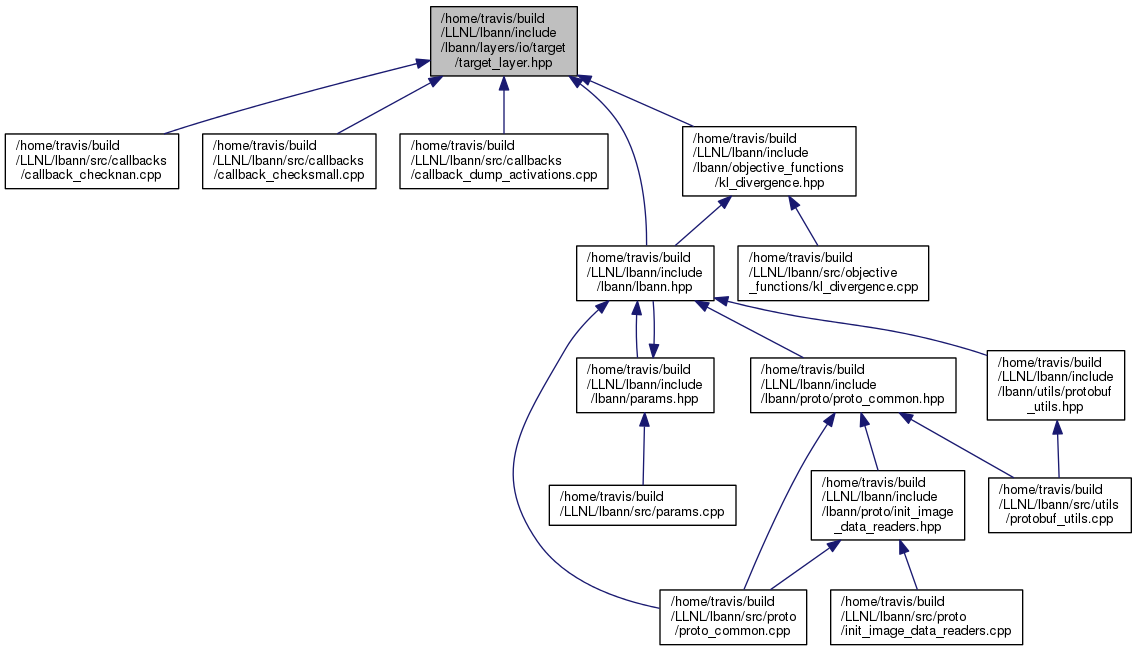 /home/travis/build
/LLNL/lbann/include
/lbann/layers/io/target
/target_layer.hpp
/home/travis/build
/LLNL/lbann/src/callbacks
/callback_checknan.cpp
/home/travis/build
/LLNL/lbann/src/callbacks
/callback_checksmall.cpp
/home/travis/build
/LLNL/lbann/src/callbacks
/callback_dump_activations.cpp
/home/travis/build
/LLNL/lbann/include
/lbann/objective_functions
/kl_divergence.hpp
/home/travis/build
/LLNL/lbann/include
/lbann/lbann.hpp
/home/travis/build
/LLNL/lbann/src/objective
_functions/kl_divergence.cpp
/home/travis/build
/LLNL/lbann/include
/lbann/params.hpp
/home/travis/build
/LLNL/lbann/include
/lbann/proto/proto_common.hpp
/home/travis/build
/LLNL/lbann/include
/lbann/utils/protobuf
_utils.hpp
/home/travis/build
/LLNL/lbann/src/params.cpp
/home/travis/build
/LLNL/lbann/include
/lbann/proto/init_image
_data_readers.hpp
/home/travis/build
/LLNL/lbann/src/utils
/protobuf_utils.cpp
/home/travis/build
/LLNL/lbann/src/proto
/proto_common.cpp
/home/travis/build
/LLNL/lbann/src/proto
/init_image_data_readers.cpp